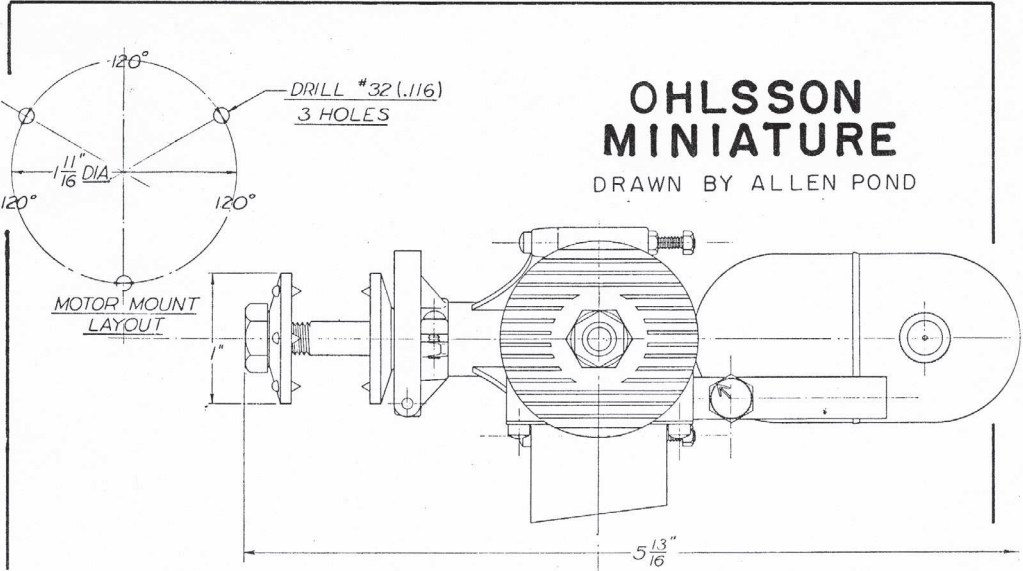 120°
DRILL #32 (.116)
3 HOLES
OHLSSON
MINIATURE
DRAWN BY ALLEN POND
1 11/16" DIA.
120°
120°
MOTOR MOUNT
LAYOUT
1"
5 13/16"